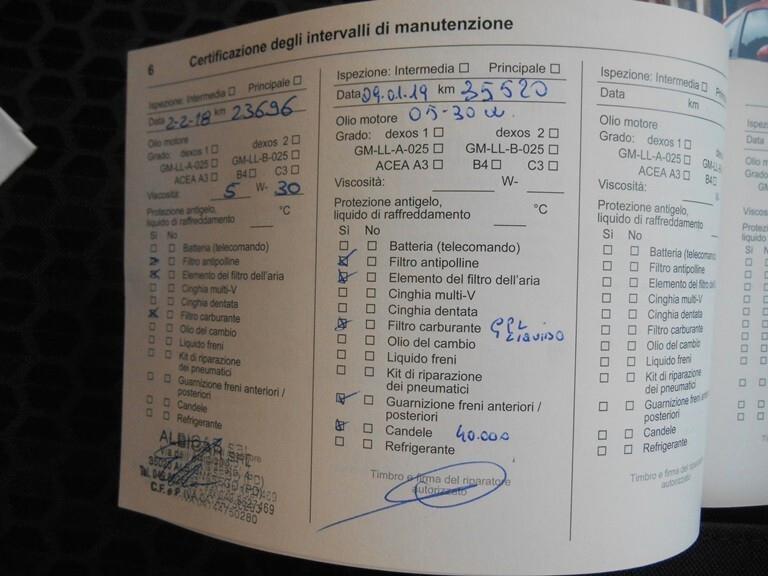 6 Certificazione degli intervalli di manutenzione
Ispezione: Intermedia Principale
Data 2-2-18 km 23696
Olio motore
Grado: dexos 1 dexos 2
GM-LL-A-025 GM-LL-B-025
ACEA A3 B4 C3
Viscosità: 5 W- 30
Protezione antigelo,
liquido di raffreddamento °C
Sì No
Batteria (telecomando)
Filtro antipolline
Elemento del filtro dell'aria
Cinghia multi-V
Cinghia dentata
Filtro carburante
Olio del cambio
Liquido freni
Kit di riparazione
dei pneumatici
Guarnizione freni anteriori /
posteriori
Candele
Refrigerante
Ispezione: Intermedia Principale
Data 09.01.19 km 35520
Olio motore 05-30
Grado: dexos 1 dexos 2
GM-LL-A-025 GM-LL-B-025
ACEA A3 B4 C3
Viscosità: W-
Protezione antigelo,
liquido di raffreddamento °C
Sì No
Batteria (telecomando)
Filtro antipolline
Elemento del filtro dell'aria
Cinghia multi-V
Cinghia dentata
Filtro carburante GPL
LIQUIDO
Olio del cambio
Liquido freni
Kit di riparazione
dei pneumatici
Guarnizione freni anteriori /
posteriori
Candele 40.000
Refrigerante
Timbro e firma del riparatore
autorizzato
Ispezione: Intermedia
Data km
Olio motore
Grado: dexos 1
GM-LL-A-025
ACEA A3 B4
Viscosità:
Protezione antigelo,
liquido di raffreddamento
Sì No
Batteria (telecomando
Filtro antipolline
Elemento del filtro
Cinghia multi-V
Cinghia dentata
Filtro carburante
Olio del cambio
Liquido freni
Kit di riparazione
dei pneumatici
Guarnizione freni
posteriori
Candele
Refrigerante
Timbro e firma del
autorizzato